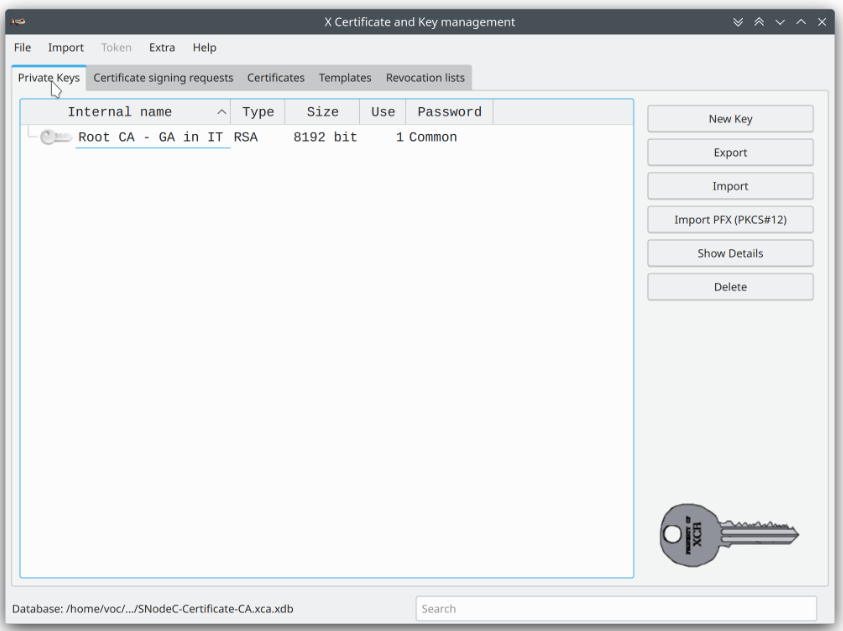 X Certificate and Key management
File Import Token Extra Help
Private Keys Certificate signing requests Certificates Templates Revocation lists
Internal name Type Size Use Password
Root CA - GA in IT RSA 8192 bit 1 Common
New Key
Export
Import
Import PFX (PKCS#12)
Show Details
Delete
PROPERTY OF
XCA
Database: /home/voc/.../SNodeC-Certificate-CA.xca.xdb
Search